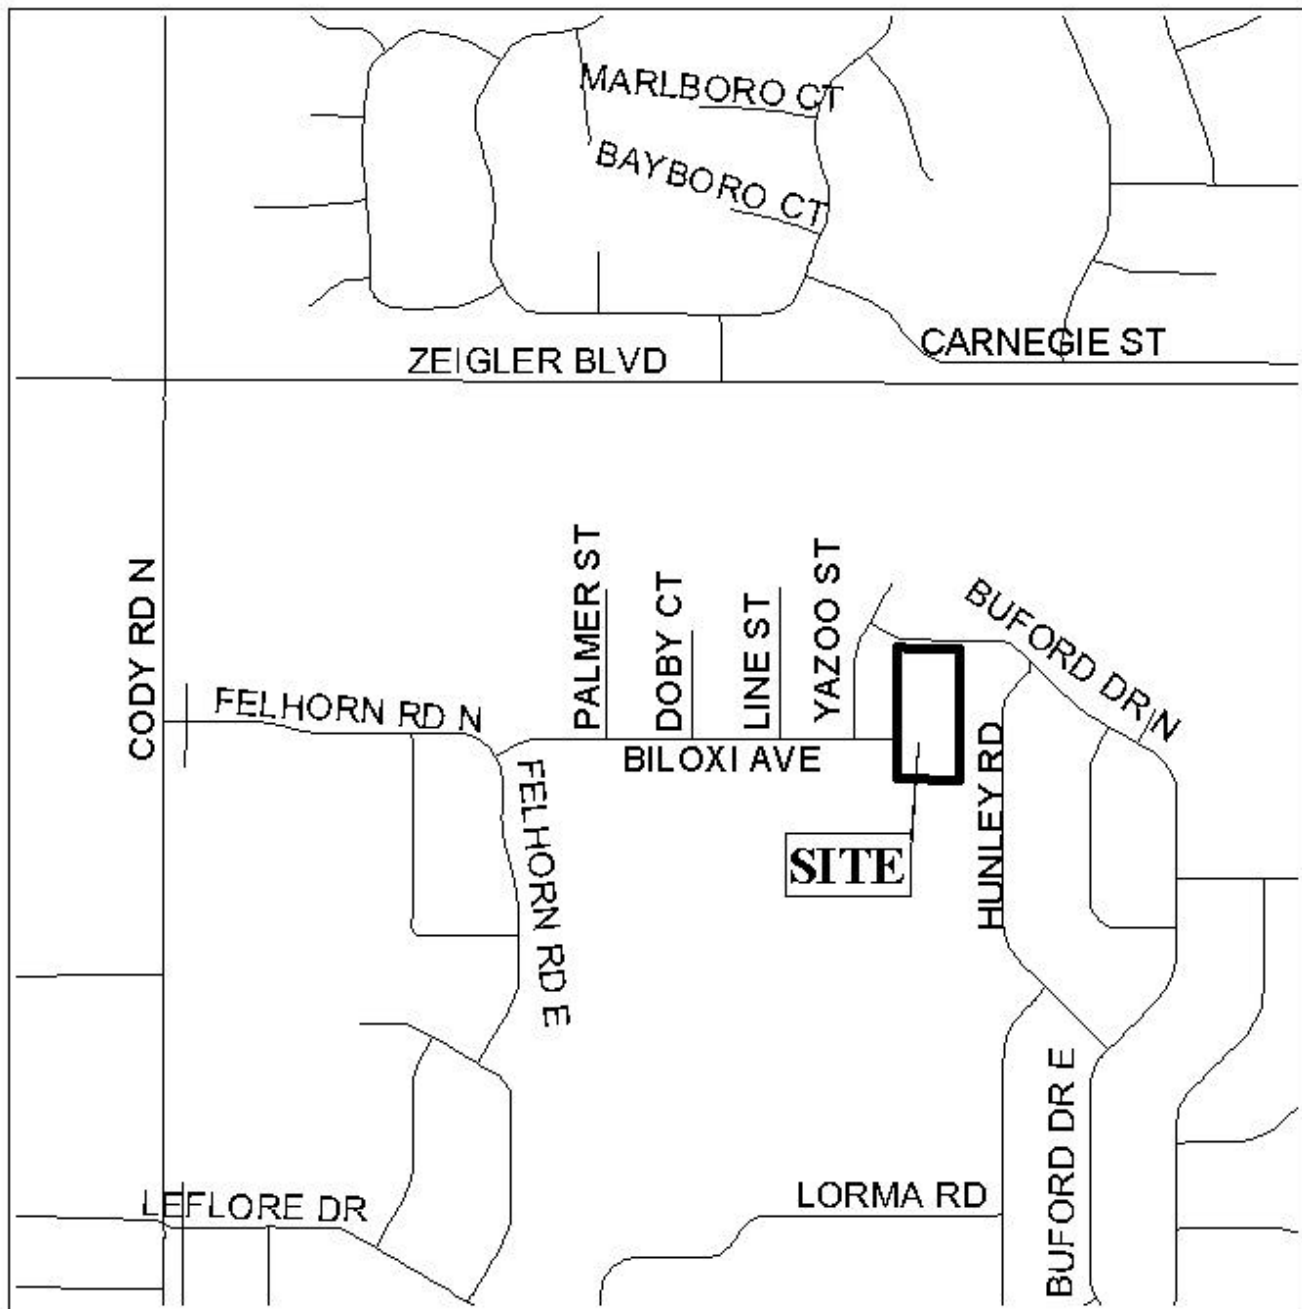 MARLBORO CT
BAYBORO CT
CARNEGIE ST
ZEIGLER BLVD
CODY RD N
PALMER ST
DOBY CT
LINE ST
YAZOO ST
BUFORD DR N
FELHORN RD N
BILOXI AVE
HUNLEY RD
FELHORN RD E
SITE
BUFORD DR E
LEFLORE DR
LORMA RD